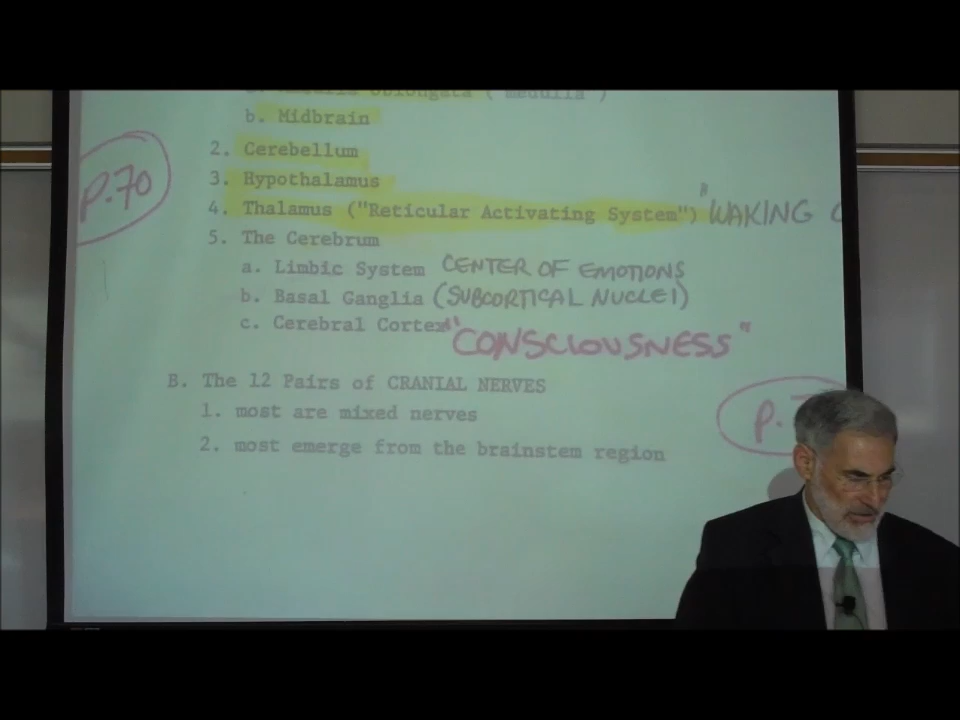 oblongata ("medulla")
b. Midbrain
2. Cerebellum
3. Hypothalamus
P.70
4. Thalamus ("Reticular Activating System") "WAKING
5. The Cerebrum
a. Limbic System CENTER OF EMOTIONS
b. Basal Ganglia (SUBCORTICAL NUCLEI)
c. Cerebral Cortex "CONSCIOUSNESS"
B. The 12 Pairs of CRANIAL NERVES
1. most are mixed nerves
P.
2. most emerge from the brainstem region